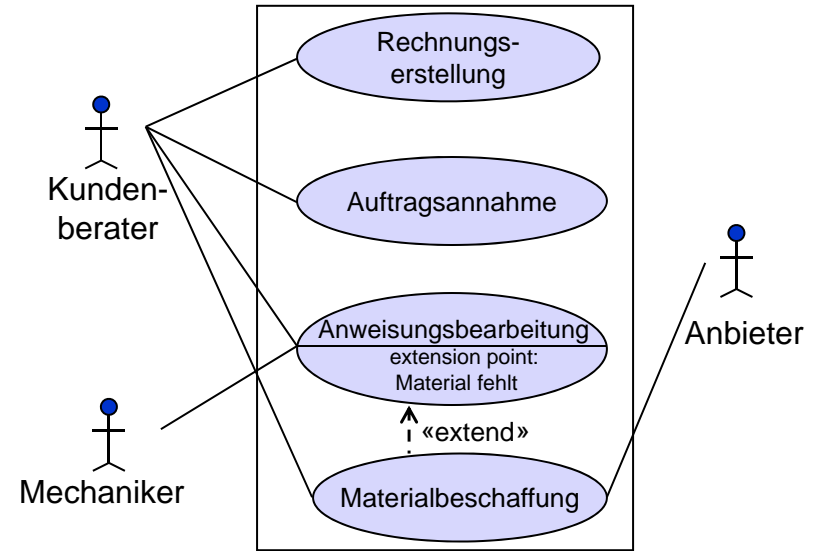 Rechnungs-
erstellung
Kunden-
berater
Auftragsannahme
Anbieter
Anweisungsbearbeitung
extension point:
Material fehlt
«extend»
Mechaniker
Materialbeschaffung